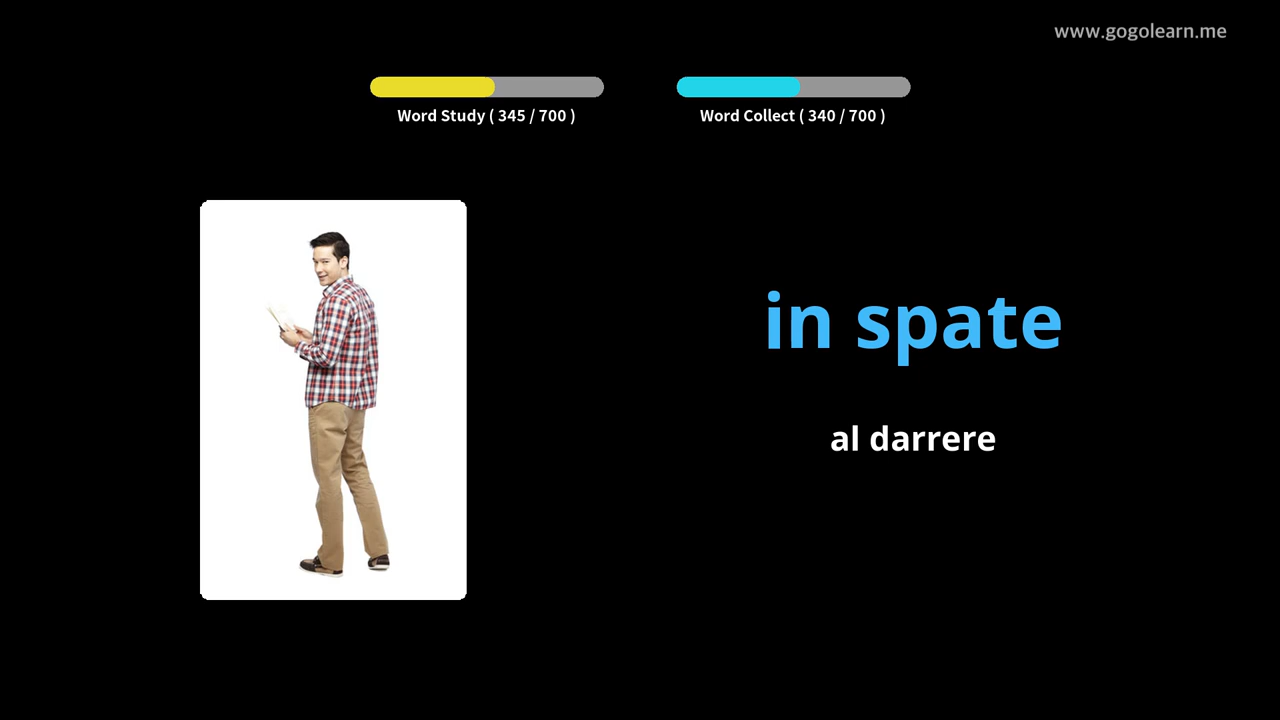 www.gogolearn.me
Word Study ( 345 / 700 )
Word Collect ( 340 / 700 )
in spate
al darrere